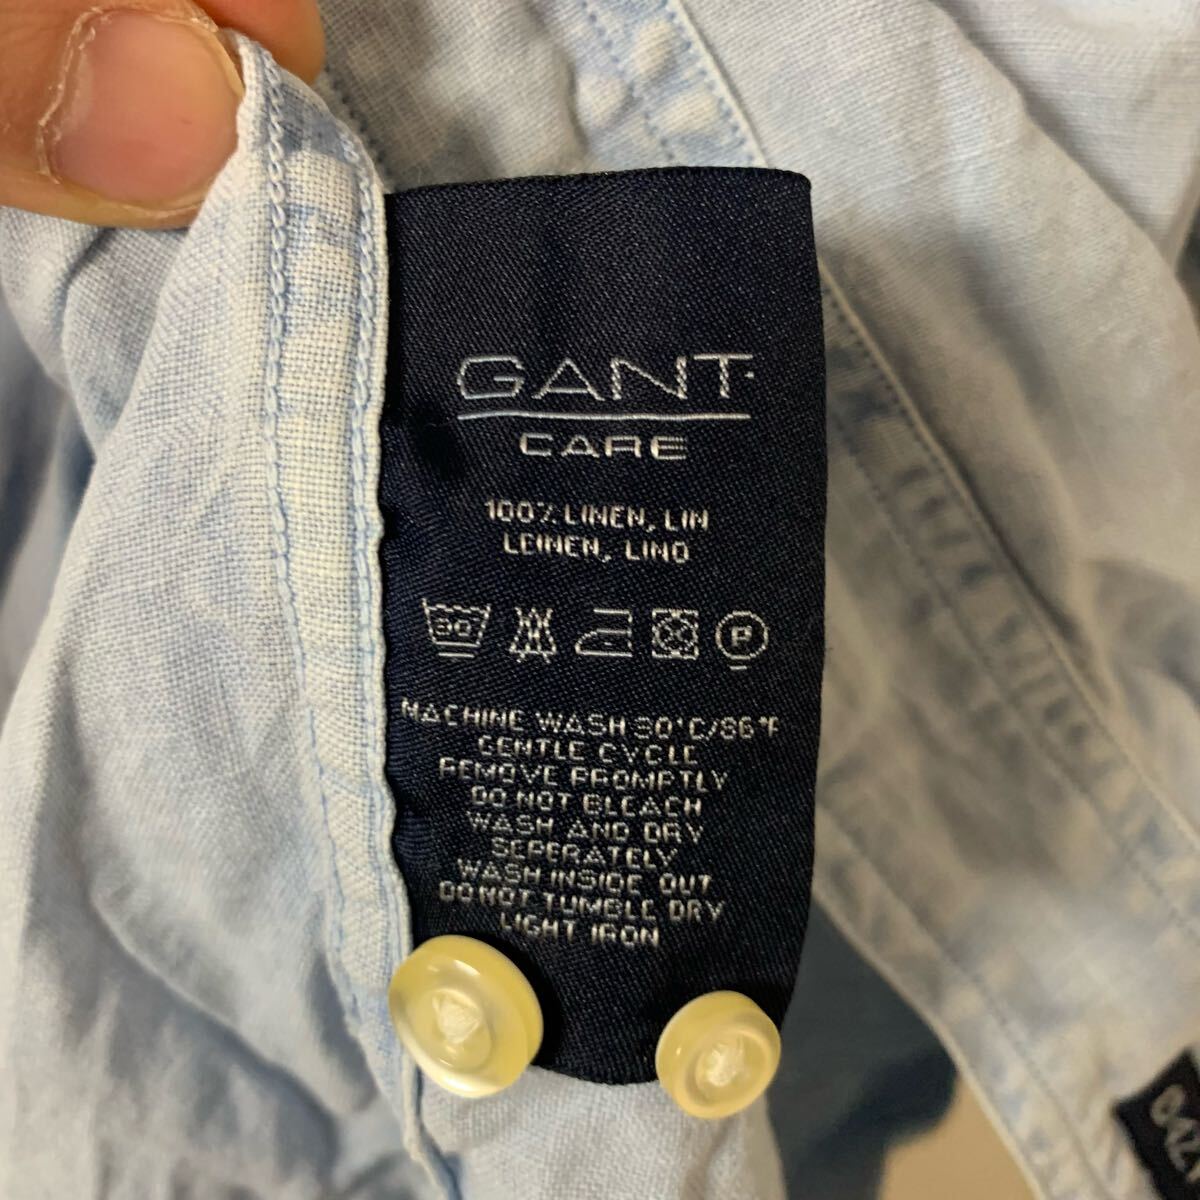 GANT
CARE
100% LINEN, LIN
LEINEN, LINO
30
P
MACHINE WASH 30°C/86°F
GENTLE CYCLE
REMOVE PROMPTLY
DO NOT BLEACH
WASH AND DRY
SEPERATELY
WASH INSIDE OUT
DO NOT TUMBLE DRY
LIGHT IRON